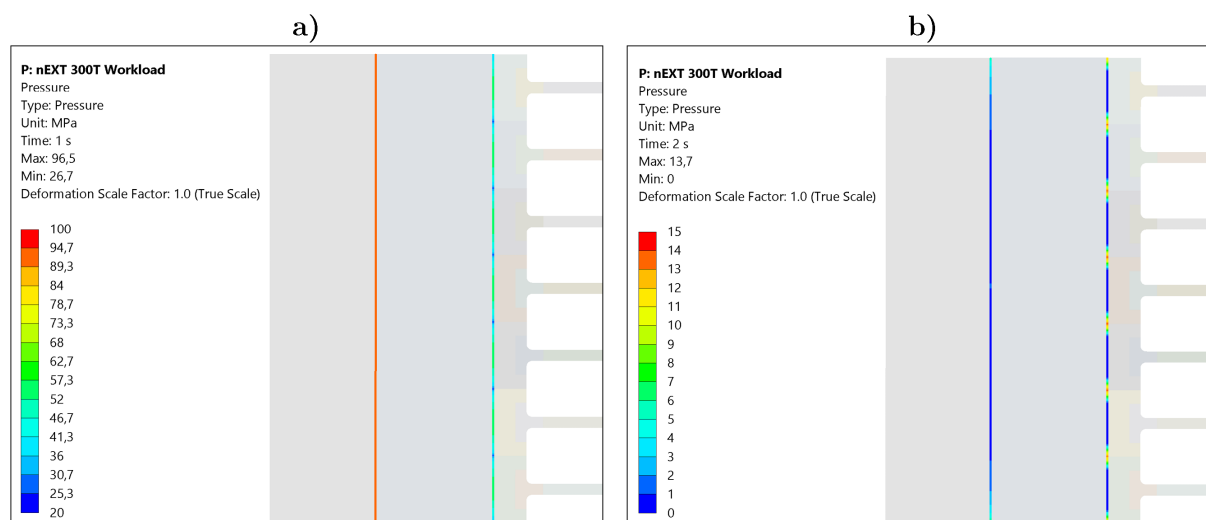 a)
P: nEXT 300T Workload
Pressure
Type: Pressure
Unit: MPa
Time: 1 s
Max: 96,5
Min: 26,7
Deformation Scale Factor: 1.0 (True Scale)
100
94,7
89,3
84
78,7
73,3
68
62,7
57,3
52
46,7
41,3
36
30,7
25,3
20
b)
P: nEXT 300T Workload
Pressure
Type: Pressure
Unit: MPa
Time: 2 s
Max: 13,7
Min: 0
Deformation Scale Factor: 1.0 (True Scale)
15
14
13
12
11
10
9
8
7
6
5
4
3
2
1
0